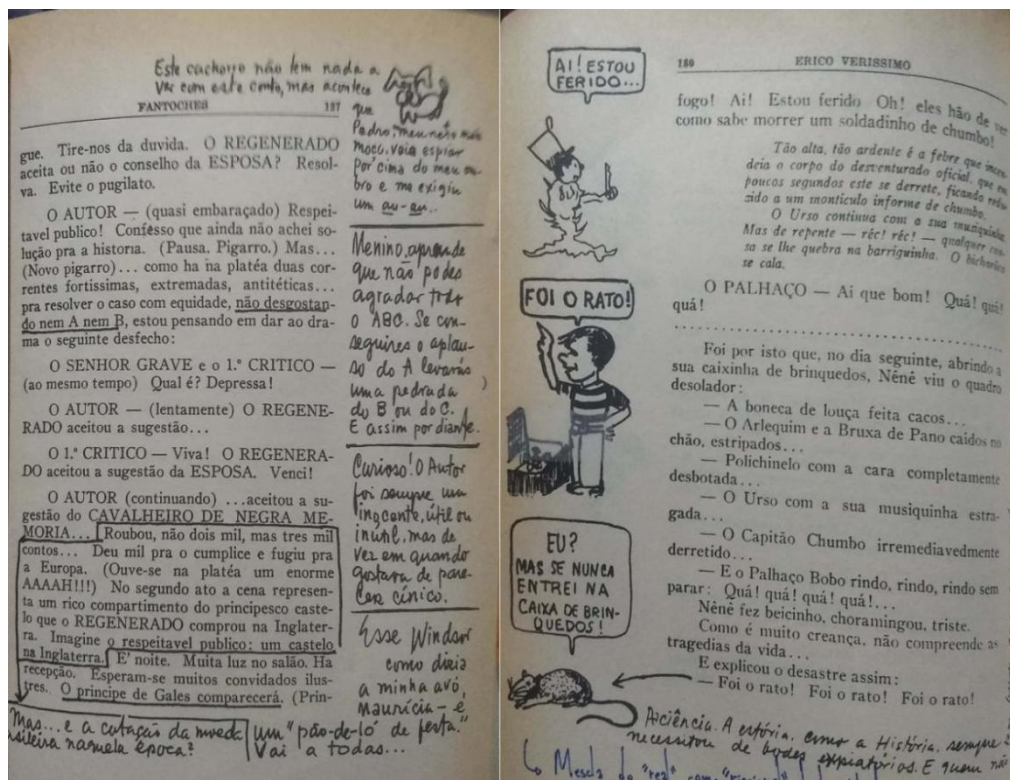 Este cachorro não tem nada a
ver com este conto, mas acontece
que
Pedro, meu neto mais
moço, veio espiar
por cima do meu om-
bro e me exigiu
um au-au..
FANTOCHES 187
gue. Tire-nos da duvida. O REGENERADO
aceita ou não o conselho da ESPOSA? Resol-
va. Evite o pugilato.
O AUTOR — (quasi embaraçado) Respei-
tavel publico! Confesso que ainda não achei so-
lução pra a historia. (Pausa. Pigarro.) Mas...
(Novo pigarro)... como ha na platéa duas cor-
rentes fortissimas, extremadas, antitéticas...
pra resolver o caso com equidade, não desgostan-
do nem A nem B, estou pensando em dar ao dra-
ma o seguinte desfecho:
O SENHOR GRAVE e o 1.º CRITICO —
(ao mesmo tempo) Qual é? Depressa!
O AUTOR — (lentamente) O REGENE-
RADO aceitou a sugestão...
O 1.º CRITICO — Viva! O REGENERA-
DO aceitou a sugestão da ESPOSA. Venci!
O AUTOR (continuando) ...aceitou a su-
gestão do CAVALHEIRO DE NEGRA ME-
MORIA... Roubou, não dois mil, mas tres mil
contos... Deu mil pra o cumplice e fugiu pra
a Europa. (Ouve-se na platéa um enorme
AAAAH!!!) No segundo ato a cena represen-
ta um rico compartimento do principesco caste-
lo que o REGENERADO comprou na Inglater-
ra. Imagine o respeitavel publico: um castelo
na Inglaterra. E' noite. Muita luz no salão. Ha
recepção. Esperam-se muitos convidados ilus-
tres. O principe de Gales comparecerá. (Prin-
Menino, aprende
que não podes
agradar todo
o ABC. Se con-
seguires o aplau-
so do A levarás
uma pedrada
do B ou do C.
E assim por diante.
Curioso! O Autor
foi sempre um
inocente, útil ou
inútil, mas de
vez em quando
gostava de pare-
cer cínico.
Esse Windsor
como dizia
a minha avó,
Maurícia — é
um "pão-de-ló de festa".
Vai a todas...
Mas... e a cotação da moeda
brasileira naquela época?
AI! ESTOU
FERIDO...
FOI O RATO!
EU?
MAS SE NUNCA
ENTREI NA
CAIXA DE BRIN-
QUEDOS!
180 ERICO VERISSIMO
fogo! Ai! Estou ferido Oh! eles hão de ver
como sabe morrer um soldadinho de chumbo!
Tão alta, tão ardente é a febre que incen-
deia o corpo do desventurado oficial, que em
poucos segundos este se derrete, ficando redu-
zido a um montículo informe de chumbo.
O Urso continua com a sua musiquinha.
Mas de repente — réc! réc! — qualquer cou-
sa se lhe quebra na barriguinha. O bicharoco
se cala.
O PALHAÇO — Ai que bom! Quá! quá!
quá!
Foi por isto que, no dia seguinte, abrindo a
sua caixinha de brinquedos, Nênê viu o quadro
desolador:
— A boneca de louça feita cacos...
— O Arlequim e a Bruxa de Pano caidos no
chão, estripados...
— Polichinelo com a cara completamente
desbotada...
— O Urso com a sua musiquinha estra-
gada...
— O Capitão Chumbo irremediavedmente
derretido...
— E o Palhaço Bobo rindo, rindo, rindo sem
parar: Quá! quá! quá! quá!...
Nênê fez beicinho, choramingou, triste.
Como é muito creança, não compreende as
tragedias da vida...
E explicou o desastre assim:
— Foi o rato! Foi o rato! Foi o rato!
Paciência. A estória, como a História, sempre
necessitou de bodes expiatórios. E quem não
Mescla do "real" com